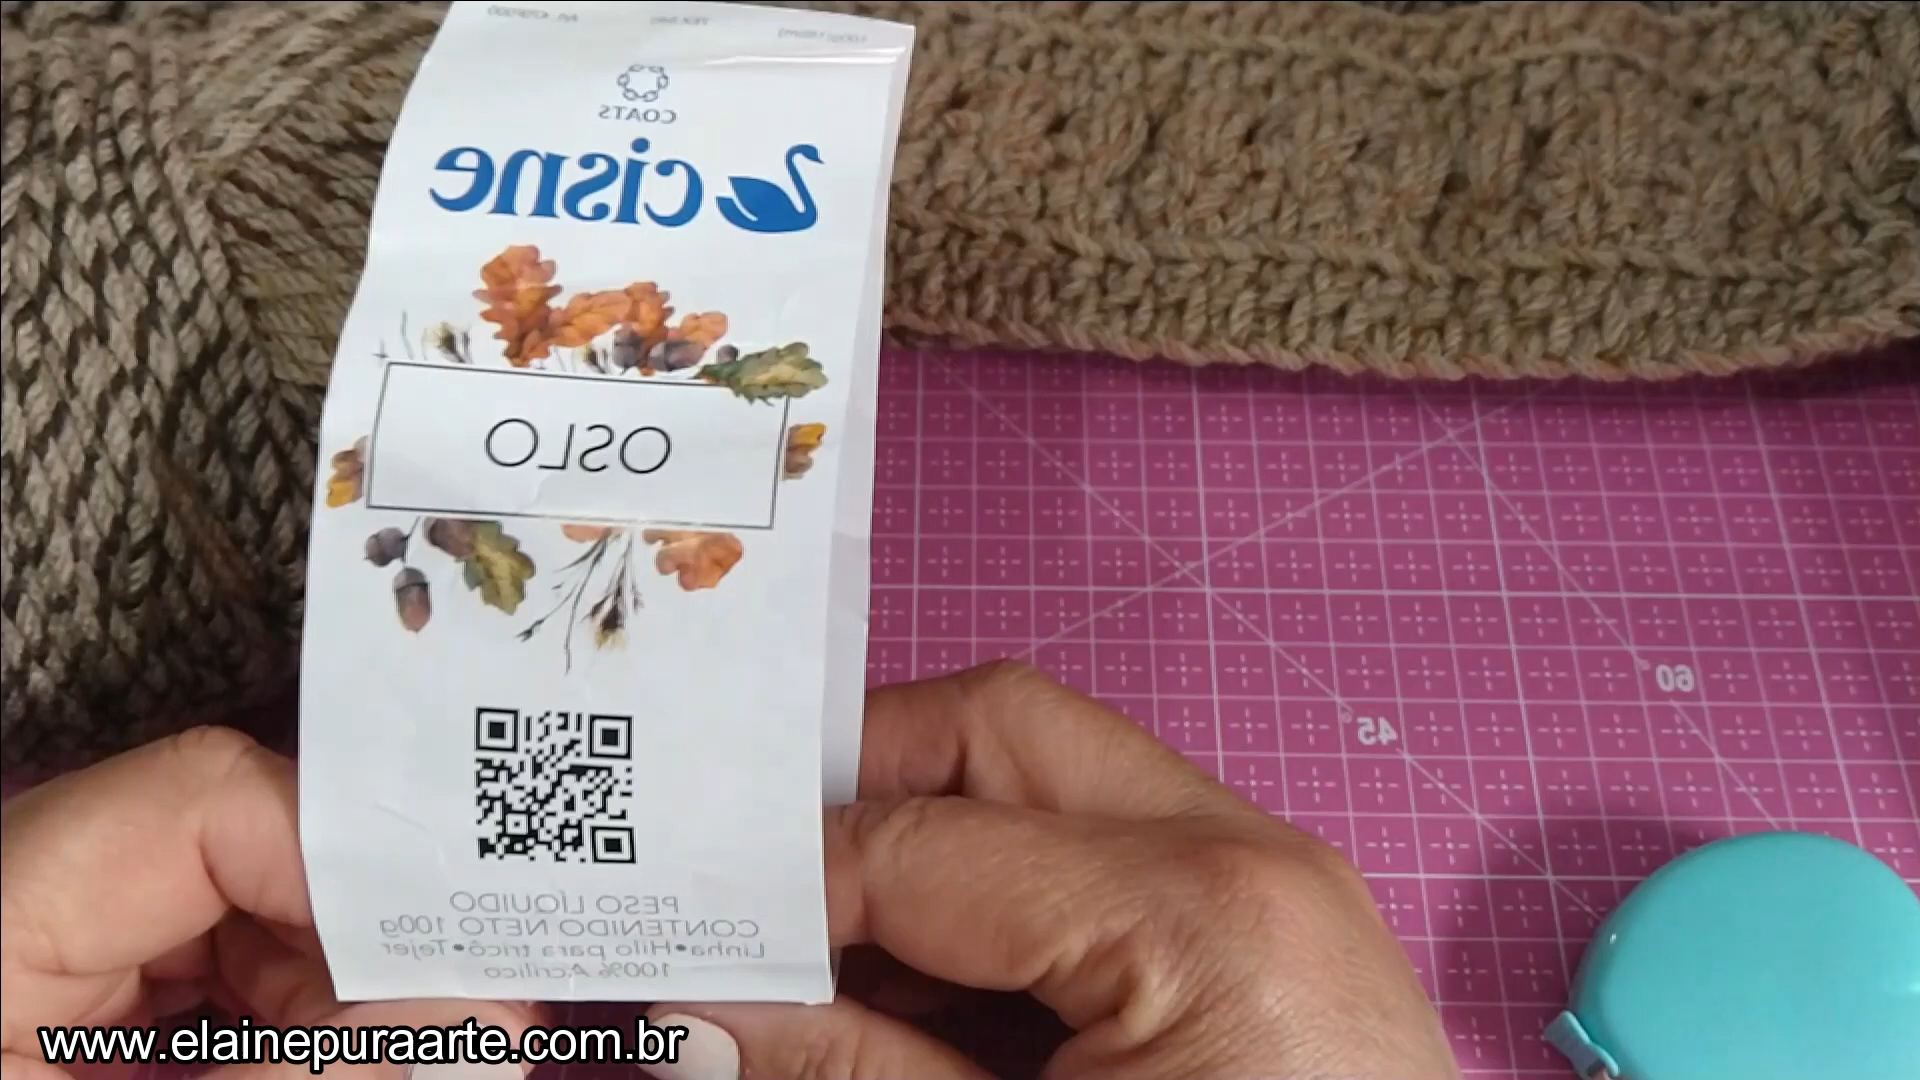 COATS
cisne
OSLO
PESO LÍQUIDO
CONTENIDO NETO 100g
Linha•Hilo para tricô•Tejer
100% Acrílico
60
45
www.elainepuraarte.com.br